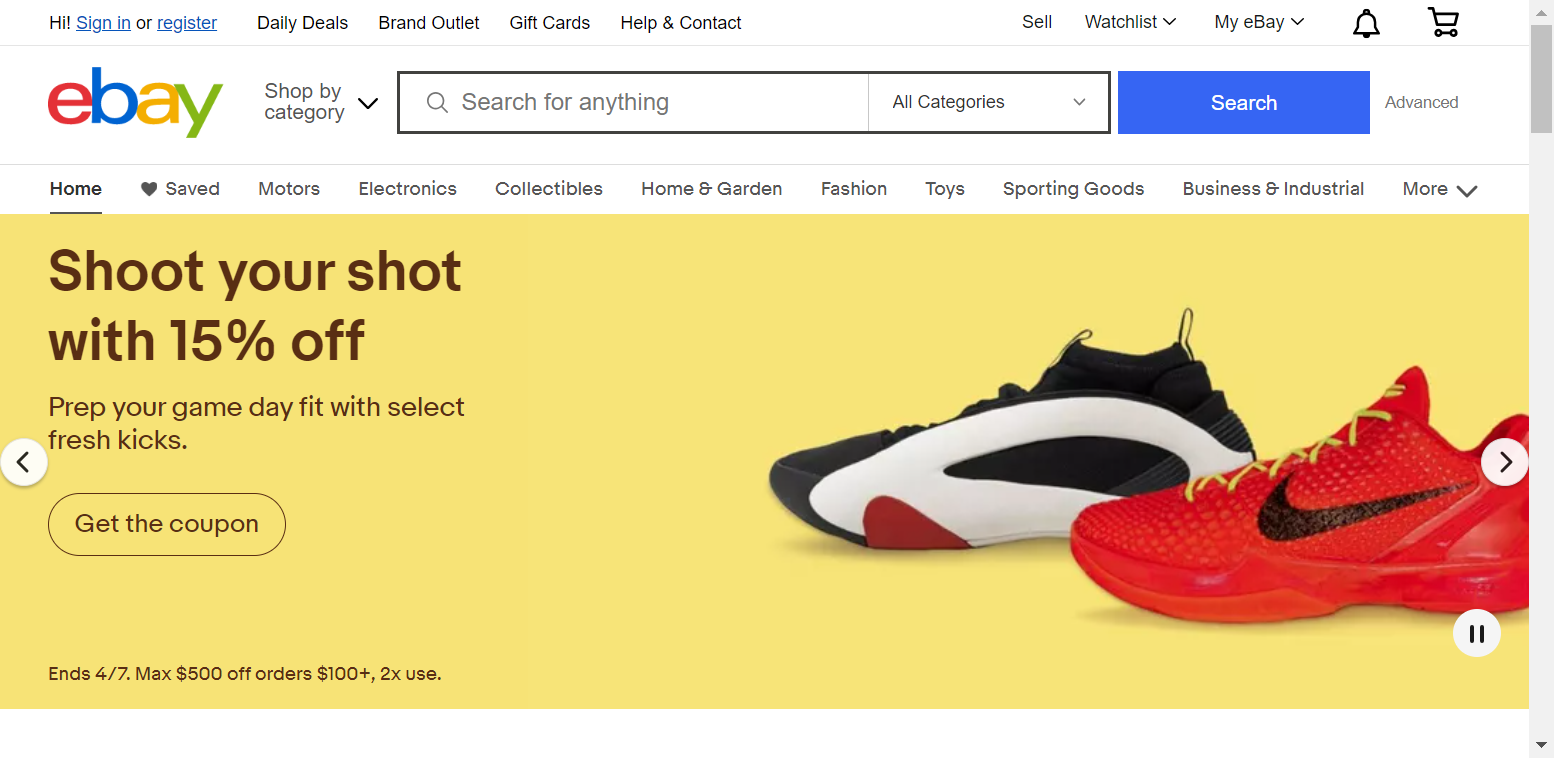 Hi! Sign in or register Daily Deals Brand Outlet Gift Cards Help & Contact Sell Watchlist My eBay
ebay
Shop by
category
Search for anything
All Categories
Search
Advanced
Home Saved Motors Electronics Collectibles Home & Garden Fashion Toys Sporting Goods Business & Industrial More
Shoot your shot
with 15% off
Prep your game day fit with select
fresh kicks.
Get the coupon
Ends 4/7. Max $500 off orders $100+, 2x use.